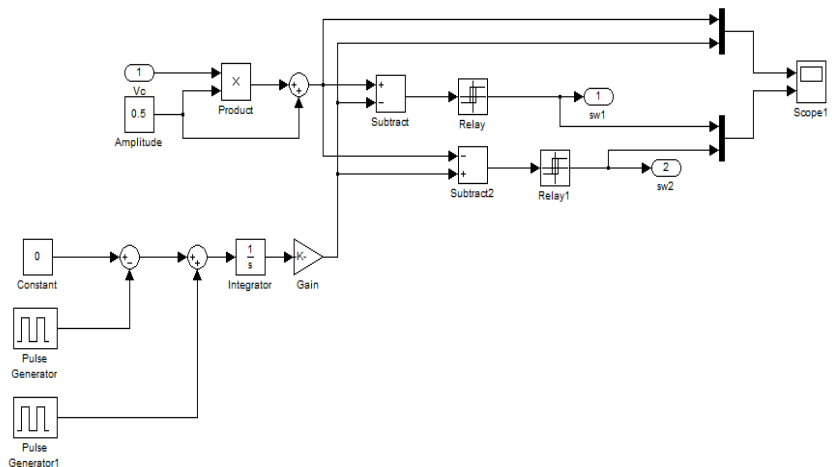 1
Vc
X
Product
0.5
Amplitude
+
+
+
−
Subtract
Relay
1
sw1
−
+
Subtract2
Relay1
2
sw2
Scope1
0
Constant
+
−
+
+
1
s
Integrator
-K-
Gain
Pulse
Generator
Pulse
Generator1